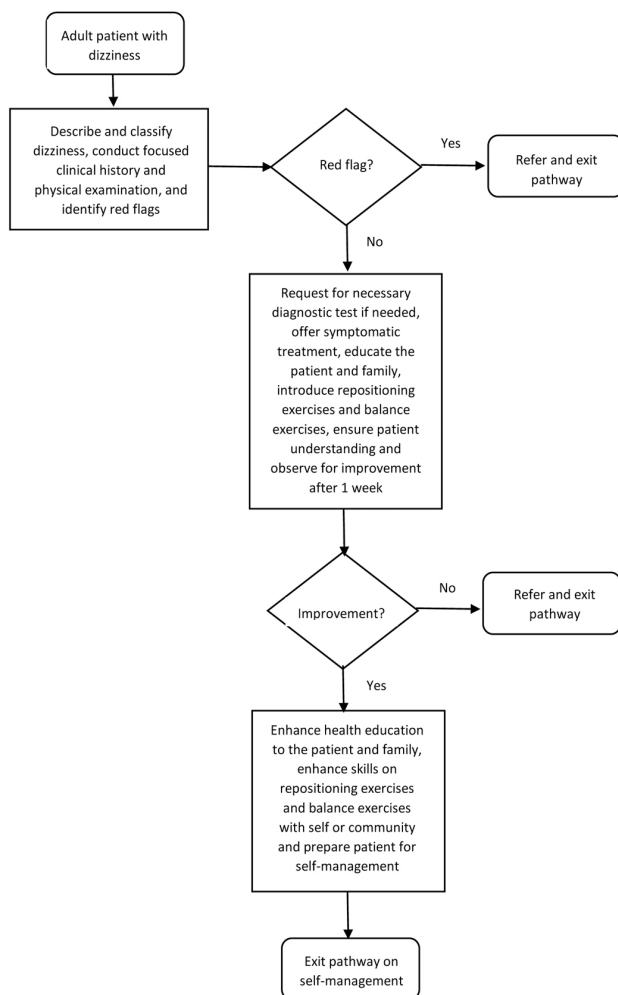 Adult patient with
dizziness
Describe and classify
dizziness, conduct focused
clinical history and
physical examination, and
identify red flags
Red flag?
Yes
Refer and exit
pathway
No
Request for necessary
diagnostic test if needed,
offer symptomatic
treatment, educate the
patient and family,
introduce repositioning
exercises and balance
exercises, ensure patient
understanding and
observe for improvement
after 1 week
Improvement?
No
Refer and exit
pathway
Yes
Enhance health education
to the patient and family,
enhance skills on
repositioning exercises
and balance exercises
with self or community
and prepare patient for
self-management
Exit pathway on
self-management